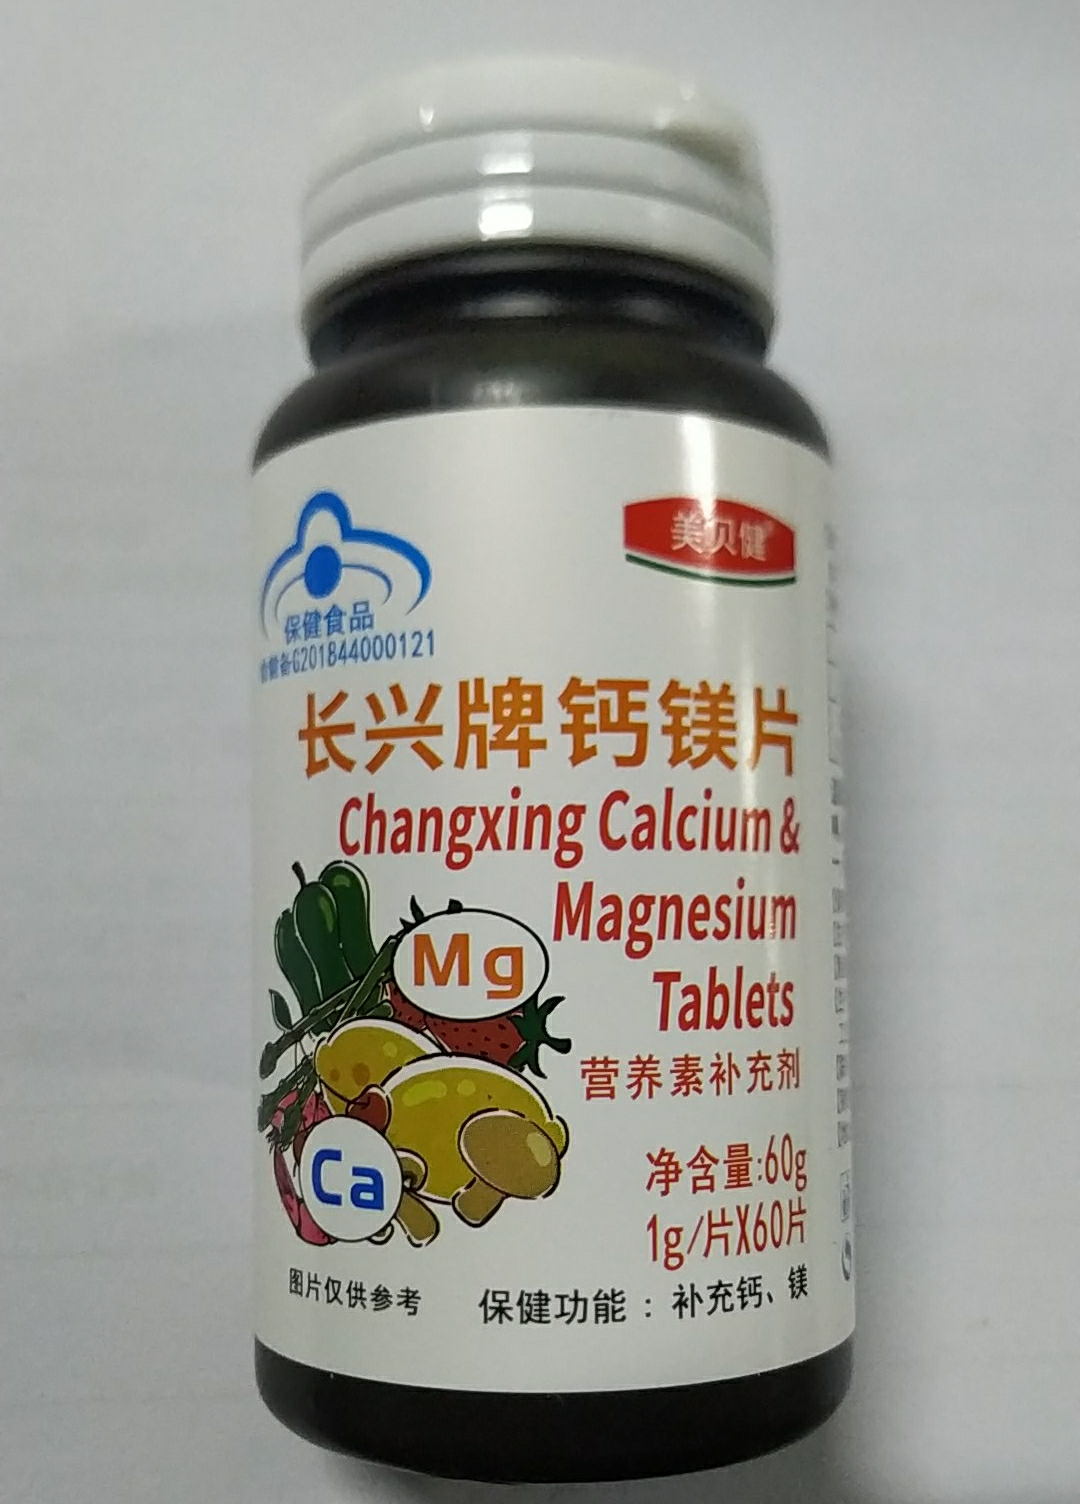 美贝健®
保健食品
食健备G201844000121
长兴牌钙镁片
Changxing Calcium &
Magnesium
Tablets
Mg
营养素补充剂
Ca
净含量:60g
1g/片X60片
图片仅供参考
保健功能：补充钙、镁